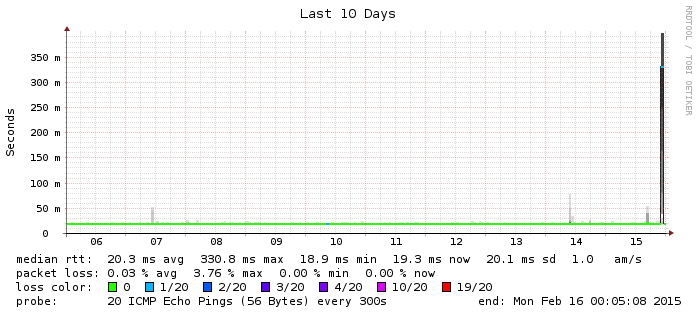 Last 10 Days
RRDTOOL / TOBI OETIKER
Seconds
350 m
300 m
250 m
200 m
150 m
100 m
50 m
0
06 07 08 09 10 11 12 13 14 15
median rtt: 20.3 ms avg 330.8 ms max 18.9 ms min 19.3 ms now 20.1 ms sd 1.0 am/s
packet loss: 0.03 % avg 3.76 % max 0.00 % min 0.00 % now
loss color: 0 1/20 2/20 3/20 4/20 10/20 19/20
probe: 20 ICMP Echo Pings (56 Bytes) every 300s end: Mon Feb 16 00:05:08 2015